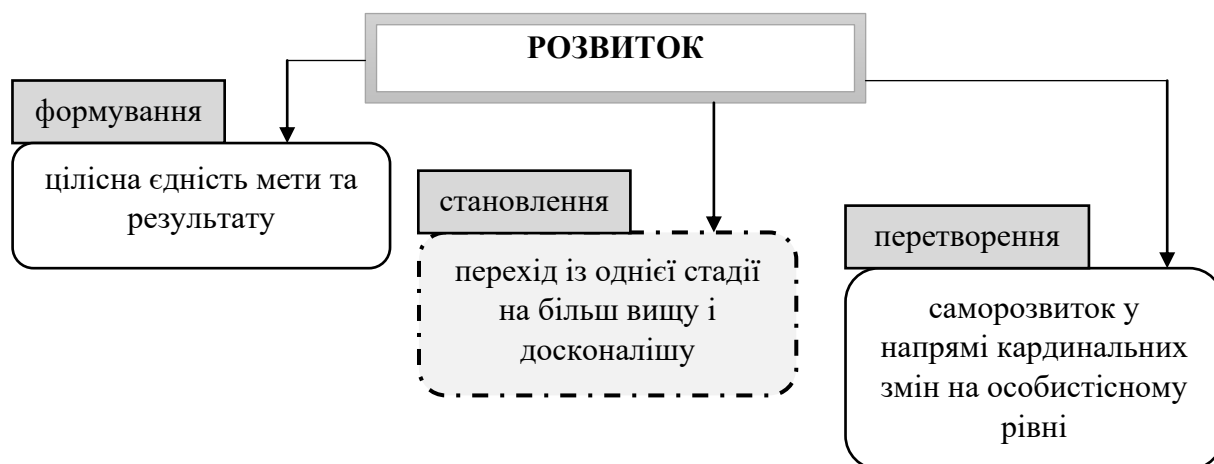 РОЗВИТОК
формування
цілісна єдність мети та
результату
становлення
перехід із однієї стадії
на більш вищу і
досконалішу
перетворення
саморозвиток у
напрямі кардинальних
змін на особистісному
рівні